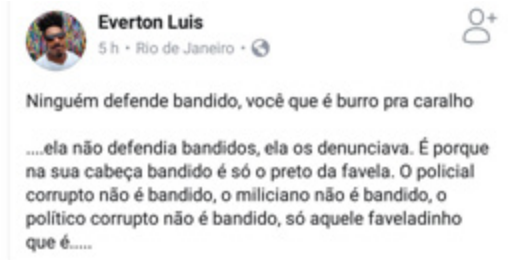 Everton Luis
5 h • Rio de Janeiro •
Ninguém defende bandido, você que é burro pra caralho
....ela não defendia bandidos, ela os denunciava. É porque
na sua cabeça bandido é só o preto da favela. O policial
corrupto não é bandido, o miliciano não é bandido, o
político corrupto não é bandido, só aquele faveladinho
que é.....